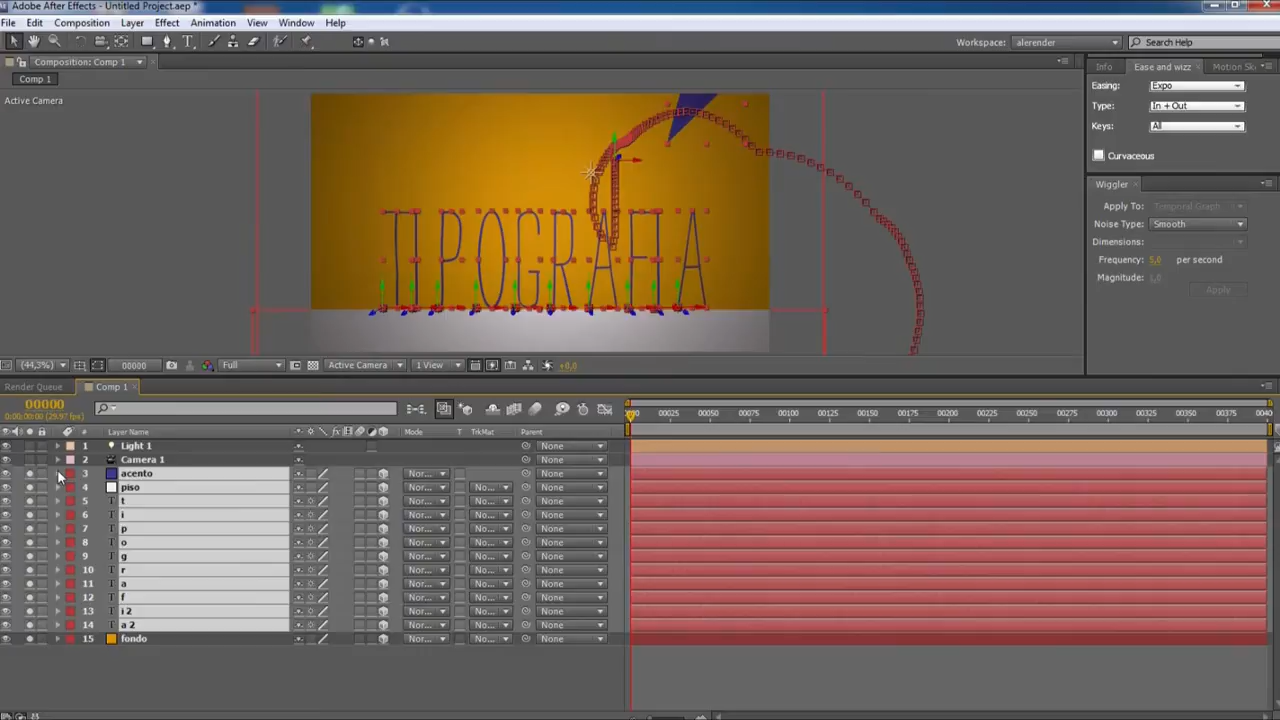 Adobe After Effects - Untitled Project.aep *
File Edit Composition Layer Effect Animation View Window Help
Workspace: alerender Search Help
Composition: Comp 1
Info Ease and wizz
Comp 1
Active Camera
Easing: Expo
Type: In + Out
Keys: All
Curvaceous
Wiggler
Apply To: Temporal Graph
Noise Type: Smooth
Dimensions:
Frequency: 5,0 per second
Magnitude: 1,0
Apply
TIPOGRAFIA
(44,3%) 00000 Full Active Camera 1 View +0,0
Render Queue Comp 1
00000
0:00:00:00 (29.97 fps)
00025 00050 00075 00100 00125 00150 00175 00200 00225 00250 00275 00300 00325 00350 00375
# Layer Name Mode T TrkMat Parent
1 Light 1 None
2 Camera 1 None
3 acento Nor... None
4 piso Nor... No... None
5 t Nor... No... None
6 i Nor... No... None
7 p Nor... No... None
8 o Nor... No... None
9 g Nor... No... None
10 r Nor... No... None
11 a Nor... No... None
12 f Nor... No... None
13 i 2 Nor... No... None
14 a 2 Nor... No... None
15 fondo Nor... No... None